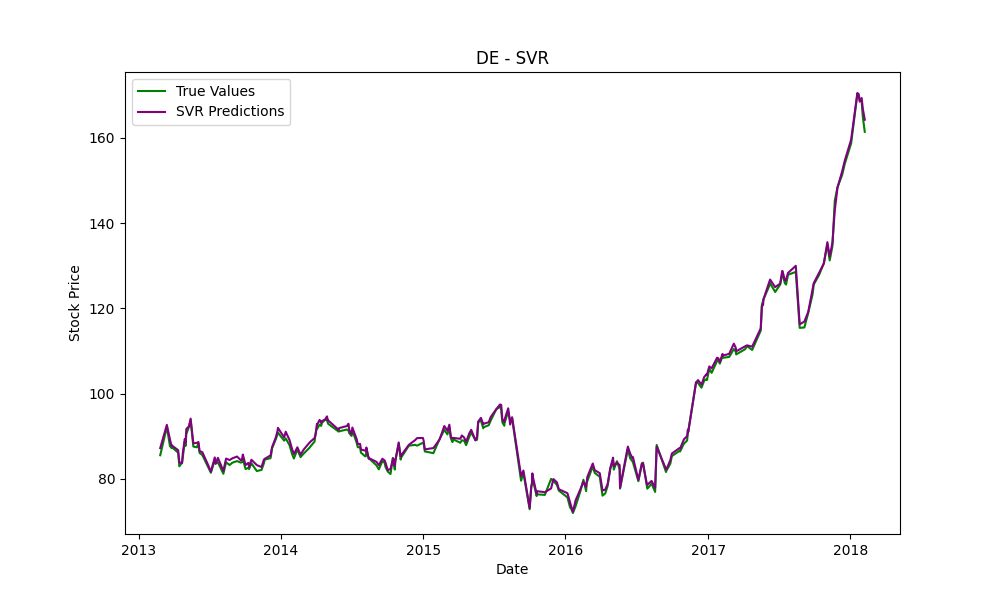 DE - SVR
True Values
SVR Predictions
160
140
120
100
80
Stock Price
2013 2014 2015 2016 2017 2018
Date